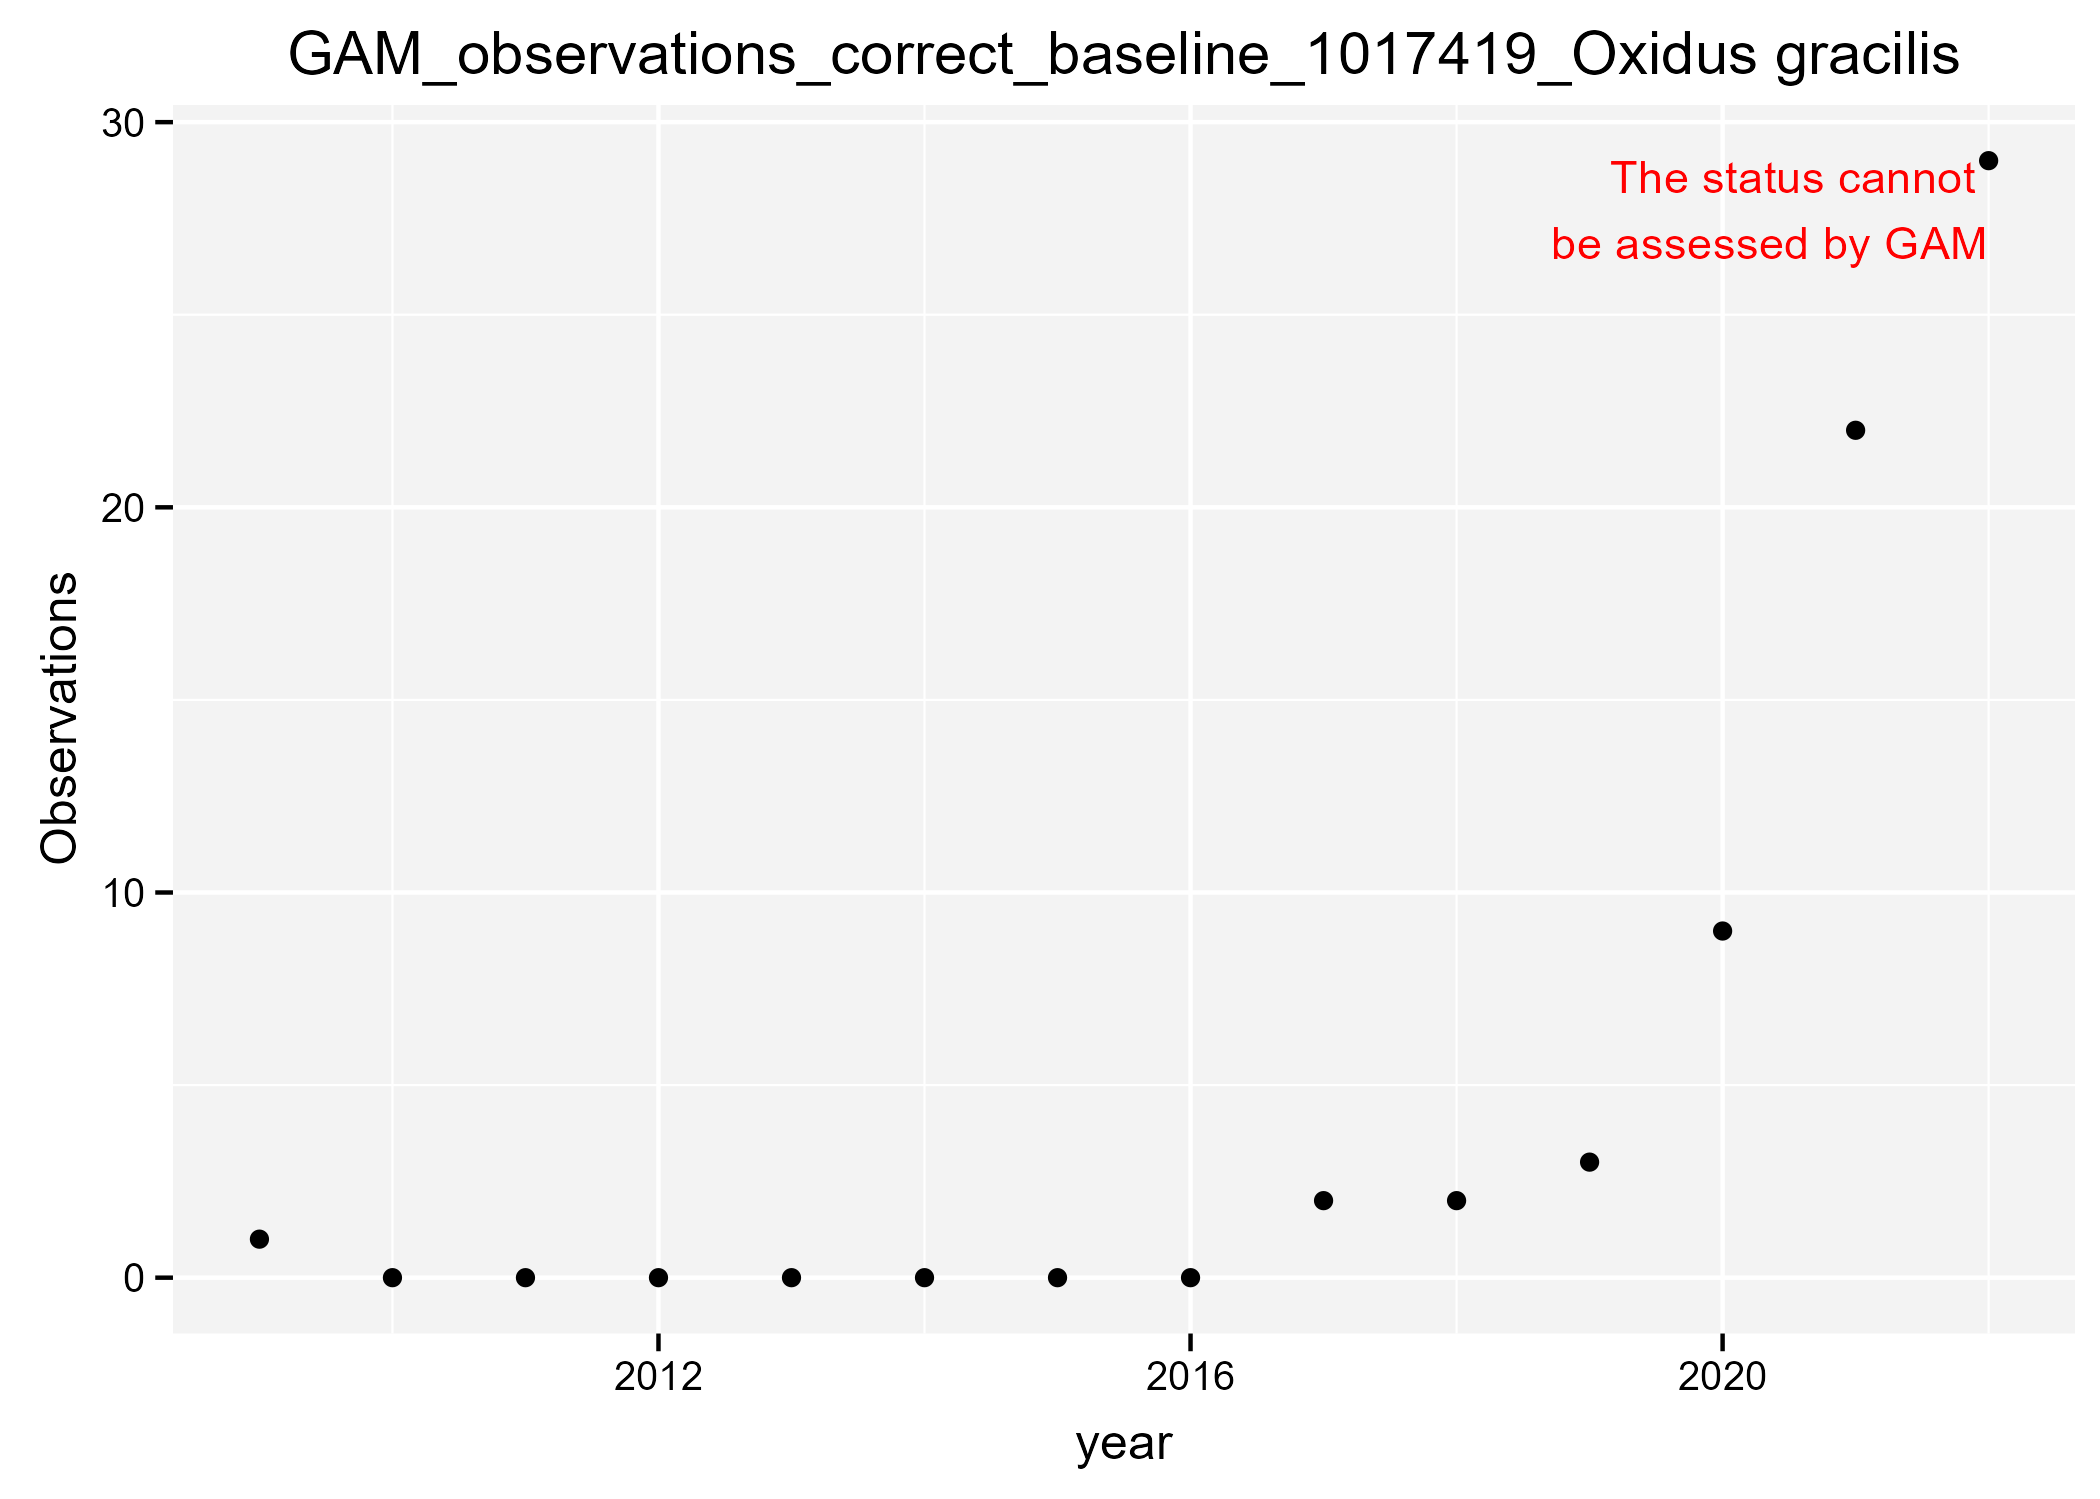 GAM_observations_correct_baseline_1017419_Oxidus gracilis
30
The status cannot
be assessed by GAM
20
Observations
10
0
2012
2016
2020
year